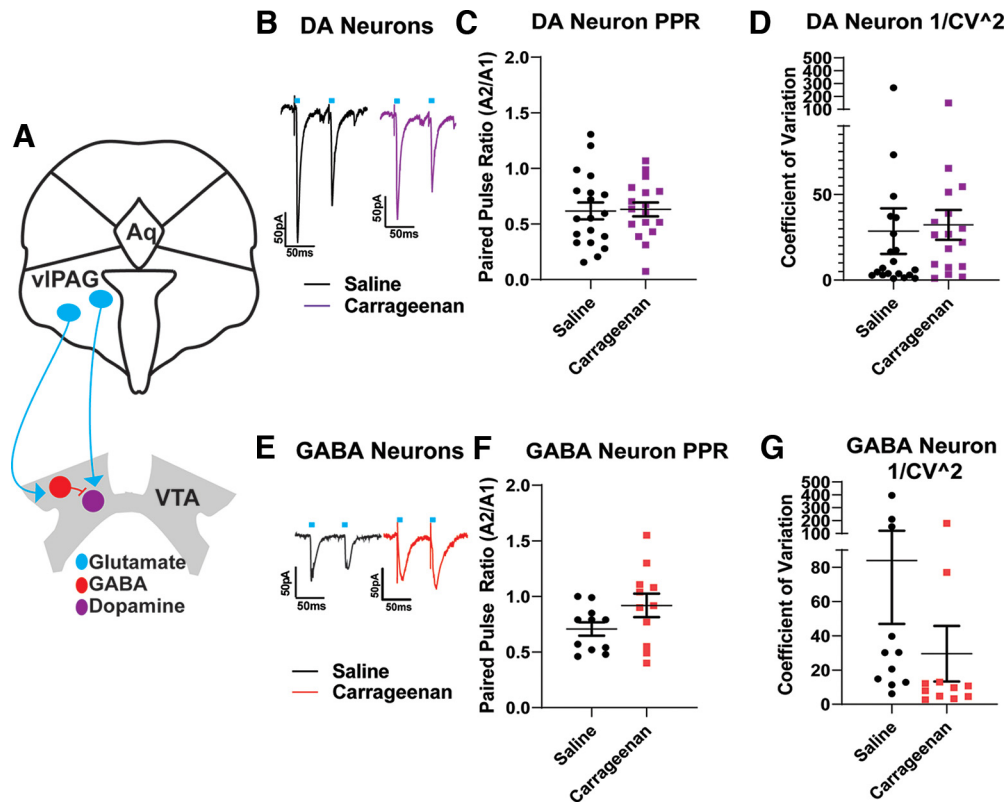 A
Aq
vlPAG
VTA
Glutamate
GABA
Dopamine
B
DA Neurons
50pA
50ms
50pA
50ms
Saline
Carrageenan
C
DA Neuron PPR
Paired Pulse Ratio (A2/A1)
2.0
1.5
1.0
0.5
0.0
Saline
Carrageenan
D
DA Neuron 1/CV^2
Coefficient of Variation
500
400
300
200
100
50
0
Saline
Carrageenan
E
GABA Neurons
50pA
50ms
50pA
50ms
Saline
Carrageenan
F
GABA Neuron PPR
Paired Pulse Ratio (A2/A1)
2.0
1.5
1.0
0.5
0.0
Saline
Carrageenan
G
GABA Neuron
1/CV^2
Coefficient of Variation
500
400
300
200
100
80
60
40
20
0
Saline
Carrageenan